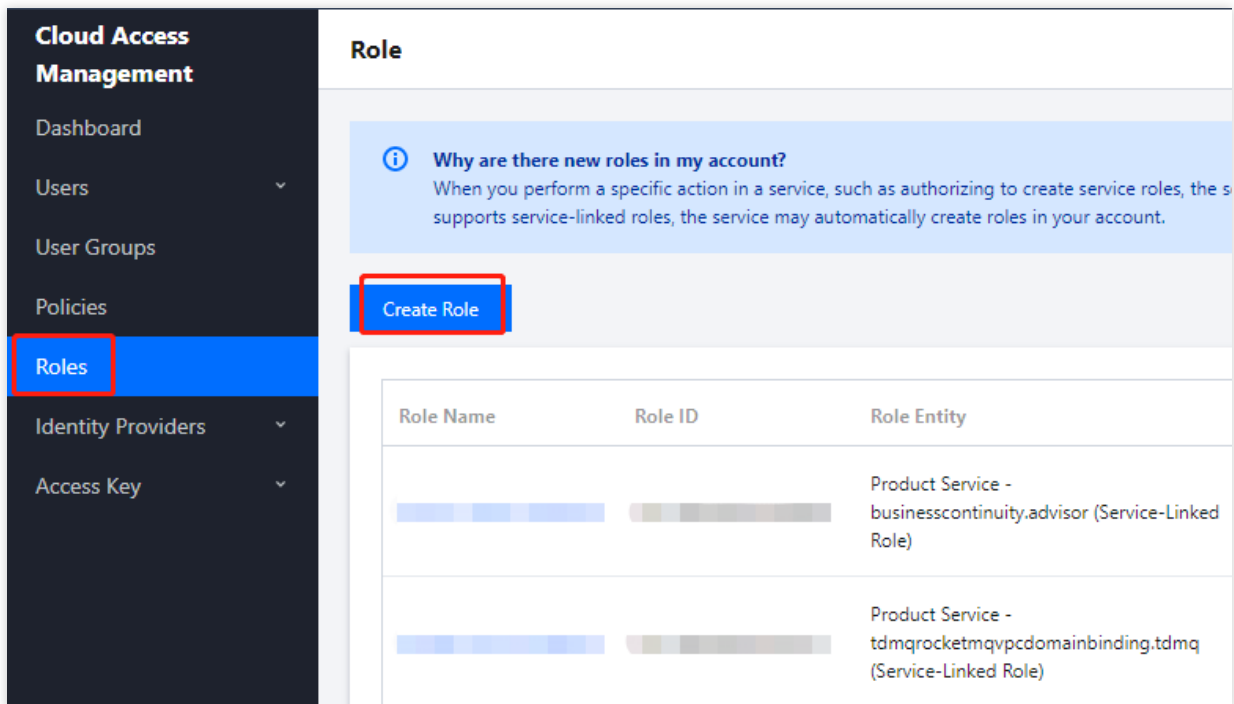 Cloud Access
Management
Dashboard
Users
User Groups
Policies
Roles
Identity Providers
Access Key
Role
Why are there new roles in my account?
When you perform a specific action in a service, such as authorizing to create service roles, the
supports service-linked roles, the service may automatically create roles in your account.
Create Role
Role Name
Role ID
Role Entity
Product Service -
businesscontinuity.advisor (Service-Linked
Role)
Product Service -
tdmqrocketmqvpcdomainbinding.tdmq
(Service-Linked Role)